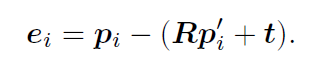 e_i = p_i − (Rp'_i + t).